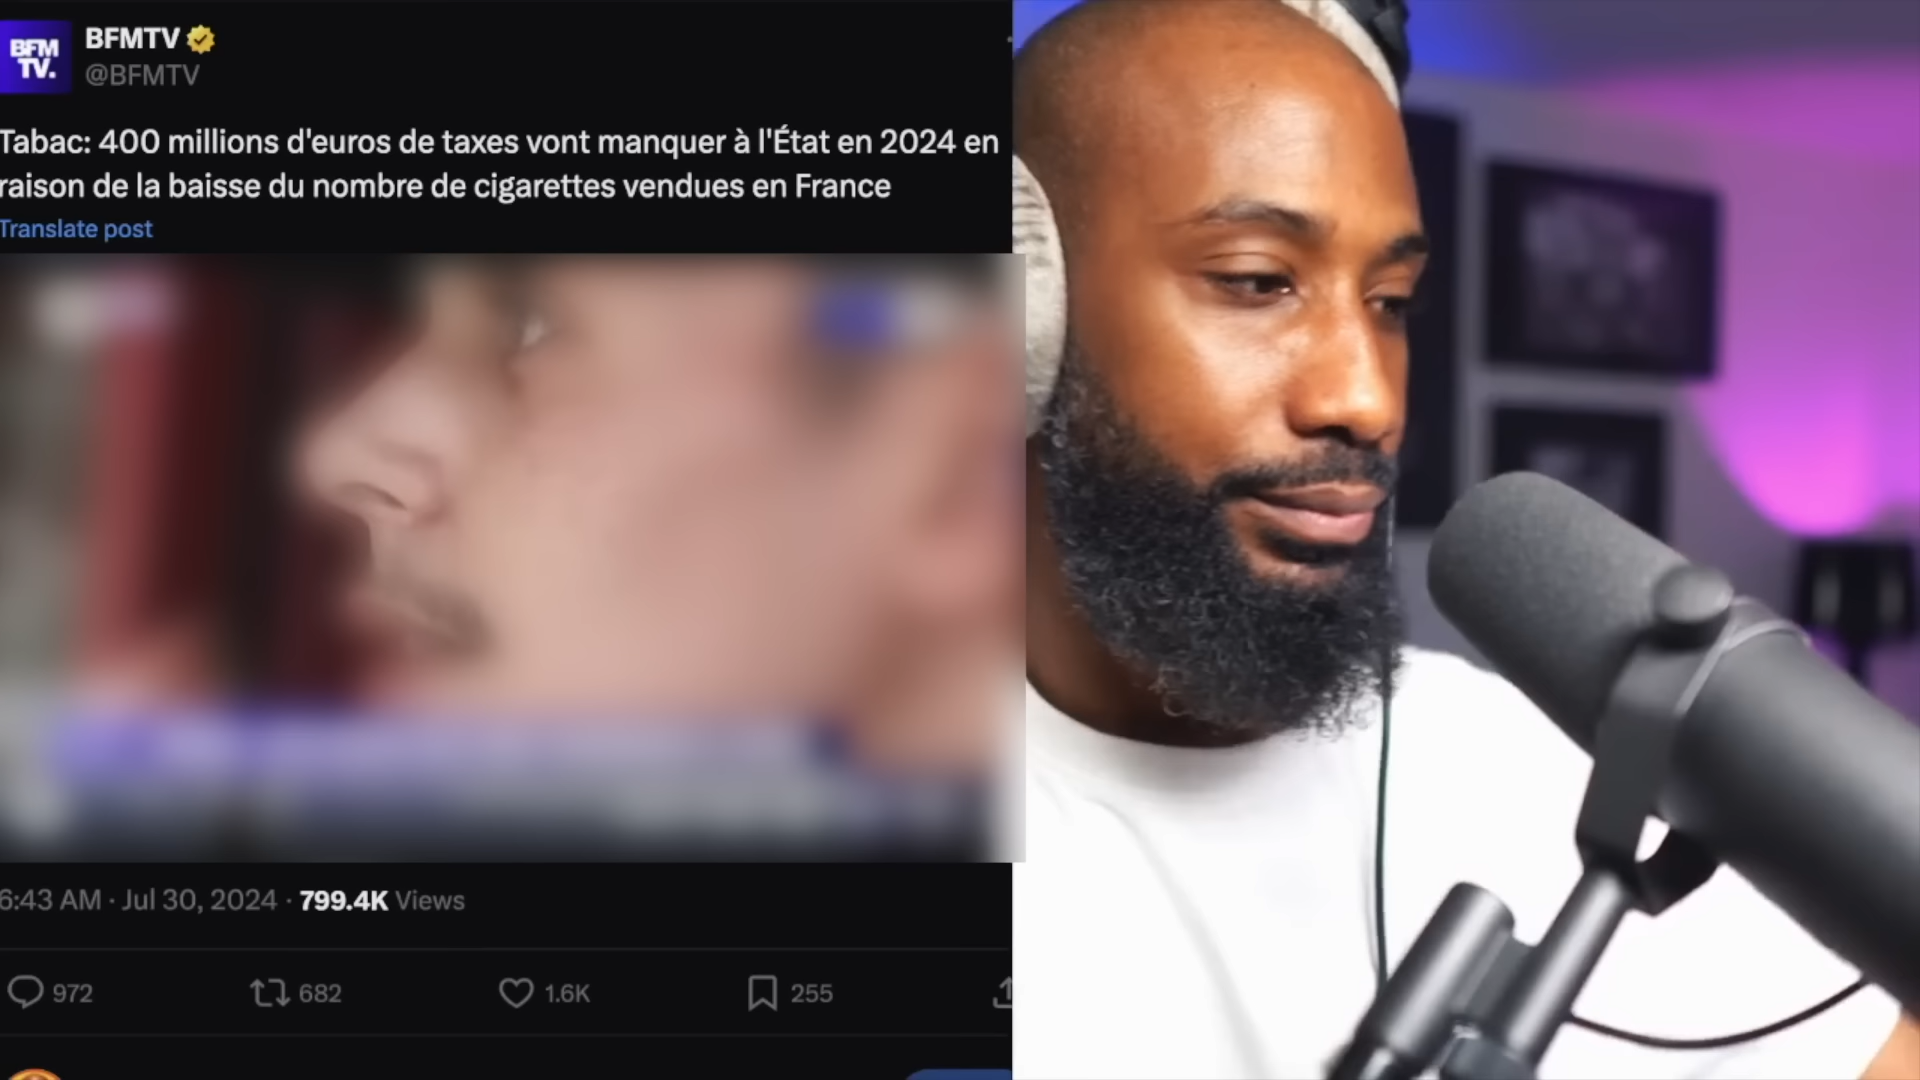 BFM
TV.
BFMTV
@BFMTV
Tabac: 400 millions d'euros de taxes vont manquer à l'État en 2024 en
raison de la baisse du nombre de cigarettes vendues en France
Translate post
6:43 AM · Jul 30, 2024 · 799.4K Views
972
682
1.6K
255